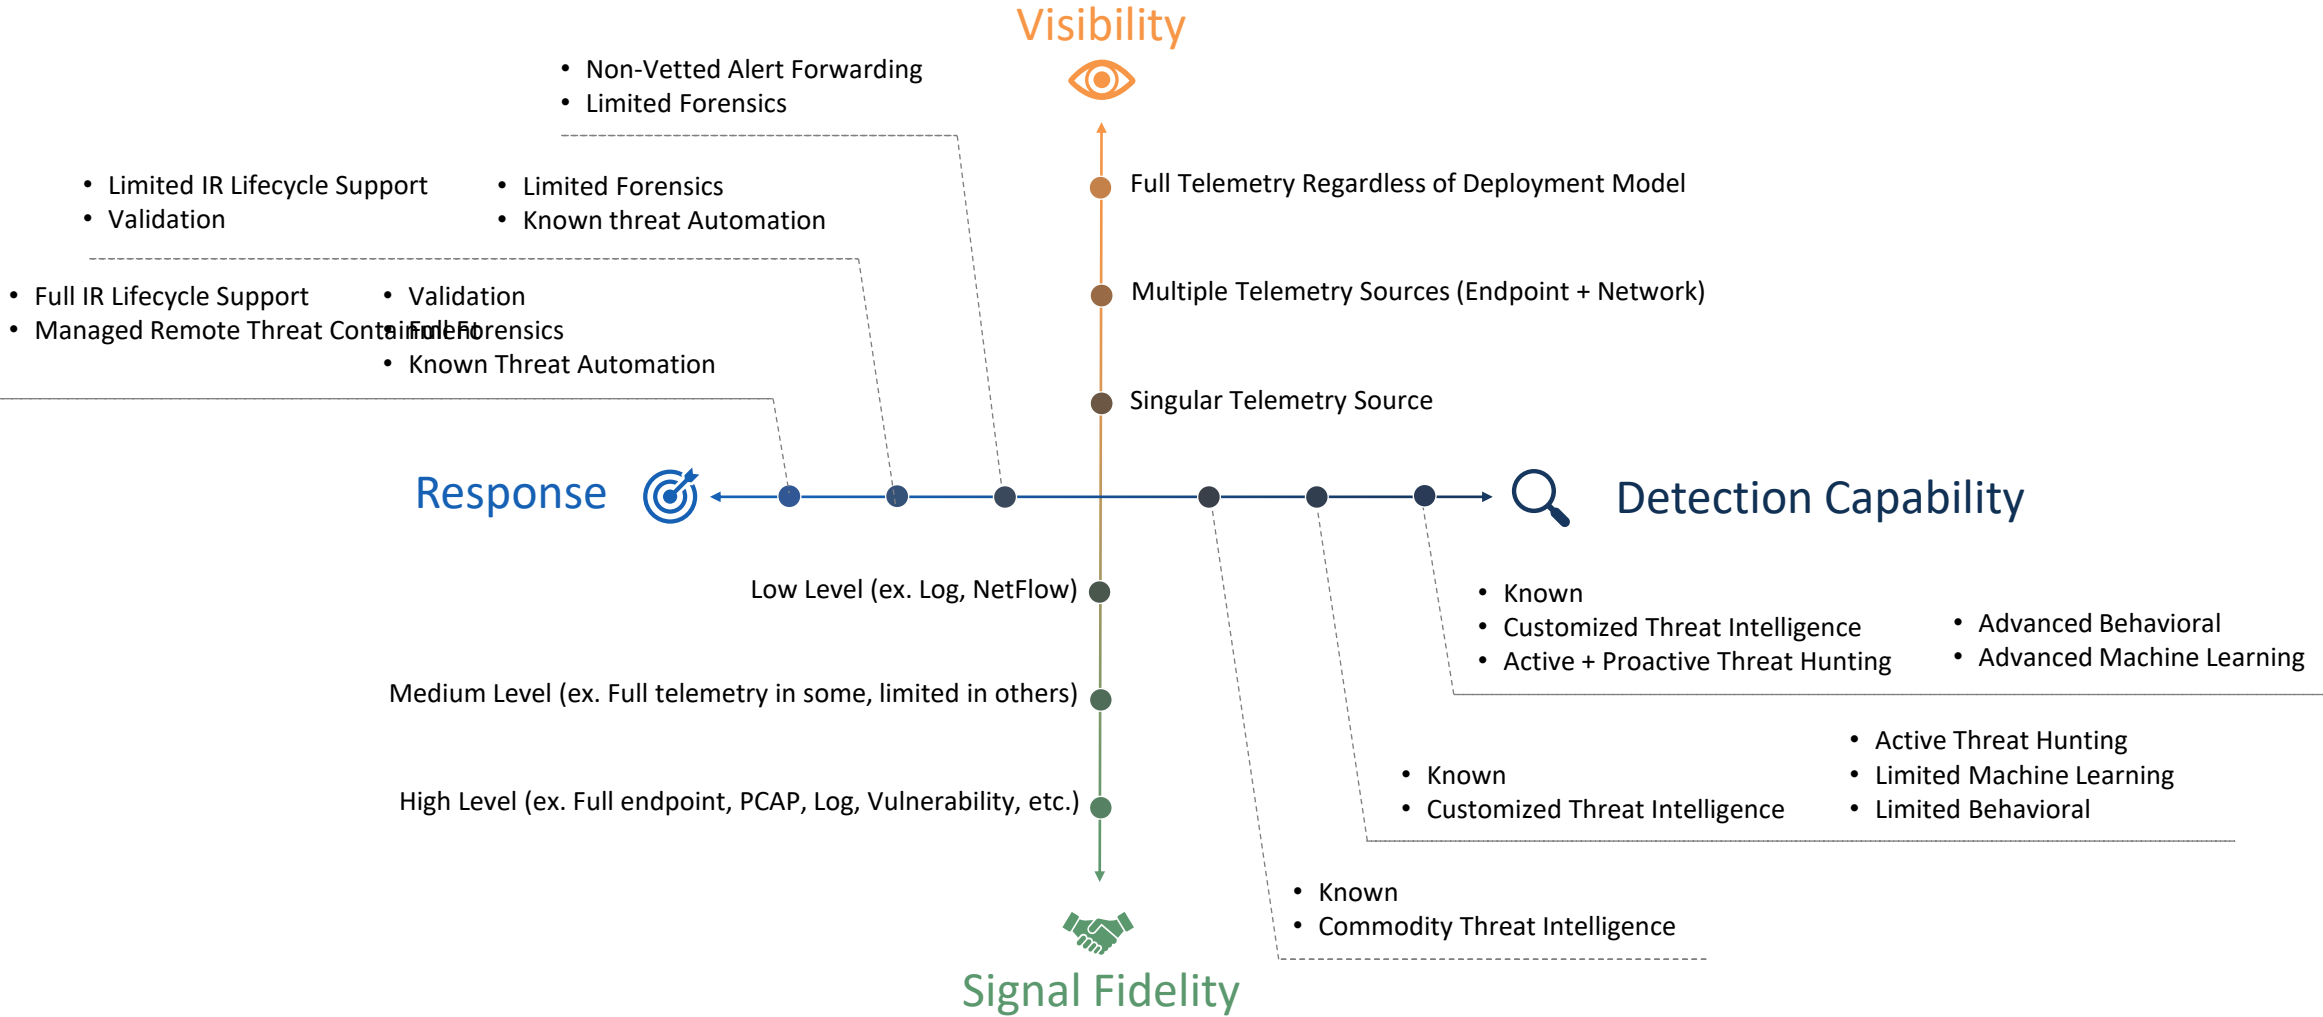 Visibility
• Non-Vetted Alert Forwarding
• Limited Forensics
• Limited IR Lifecycle Support
• Validation
• Limited Forensics
• Known threat Automation
Full Telemetry Regardless of Deployment Model
• Full IR Lifecycle Support
• Managed Remote Threat Containment
• Validation
• Full Forensics
• Known Threat Automation
Multiple Telemetry Sources (Endpoint + Network)
Singular Telemetry Source
Response
Detection Capability
Low Level (ex. Log, NetFlow)
Medium Level (ex. Full telemetry in some, limited in others)
High Level (ex. Full endpoint, PCAP, Log, Vulnerability, etc.)
• Known
• Customized Threat Intelligence
• Active + Proactive Threat Hunting
• Advanced Behavioral
• Advanced Machine Learning
• Known
• Customized Threat Intelligence
• Active Threat Hunting
• Limited Machine Learning
• Limited Behavioral
• Known
• Commodity Threat Intelligence
Signal Fidelity